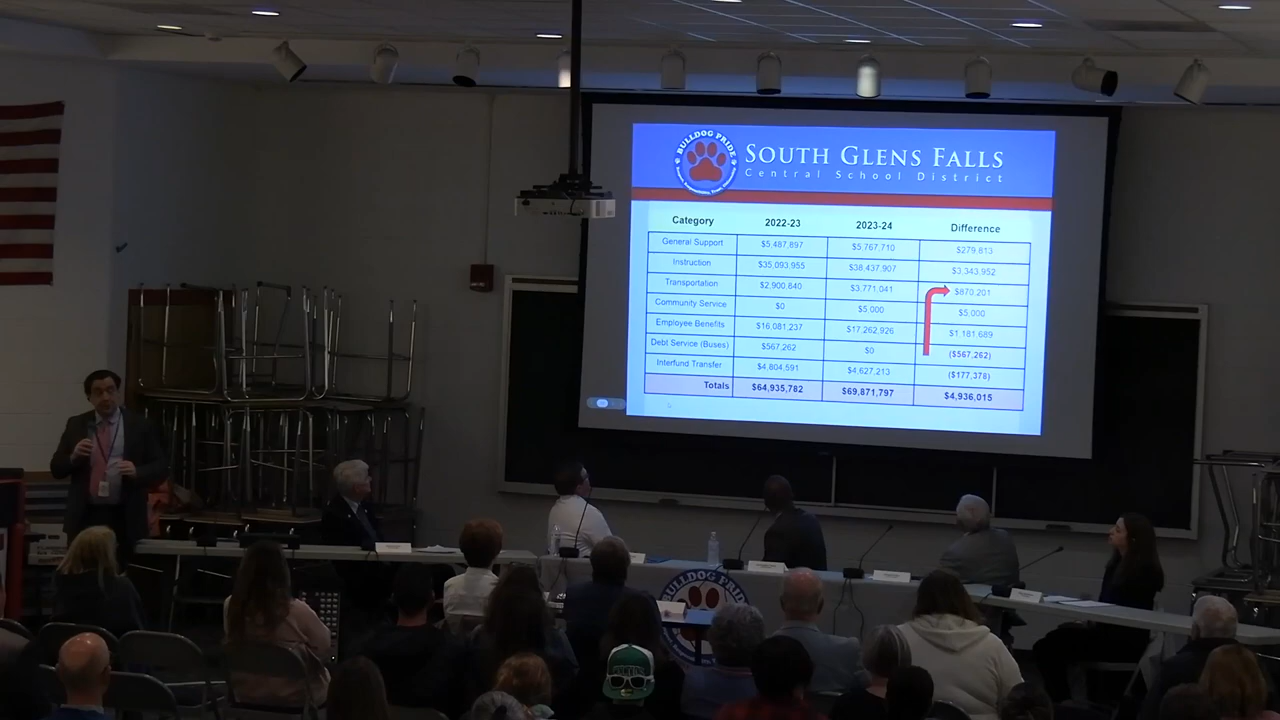 BULLDOG PRIDE
SOUTH GLENS FALLS
Central School District
Category 2022-23 2023-24 Difference
General Support $5,487,897 $5,767,710 $279,813
Instruction $35,093,955 $38,437,907 $3,343,952
Transportation $2,900,840 $3,771,041 $870,201
Community Service $0 $5,000 $5,000
Employee Benefits $16,081,237 $17,262,926 $1,181,689
Debt Service (Buses) $567,262 $0 ($567,262)
Interfund Transfer $4,804,591 $4,627,213 ($177,378)
Totals $64,935,782 $69,871,797 $4,936,015
BULLDOG PRIDE